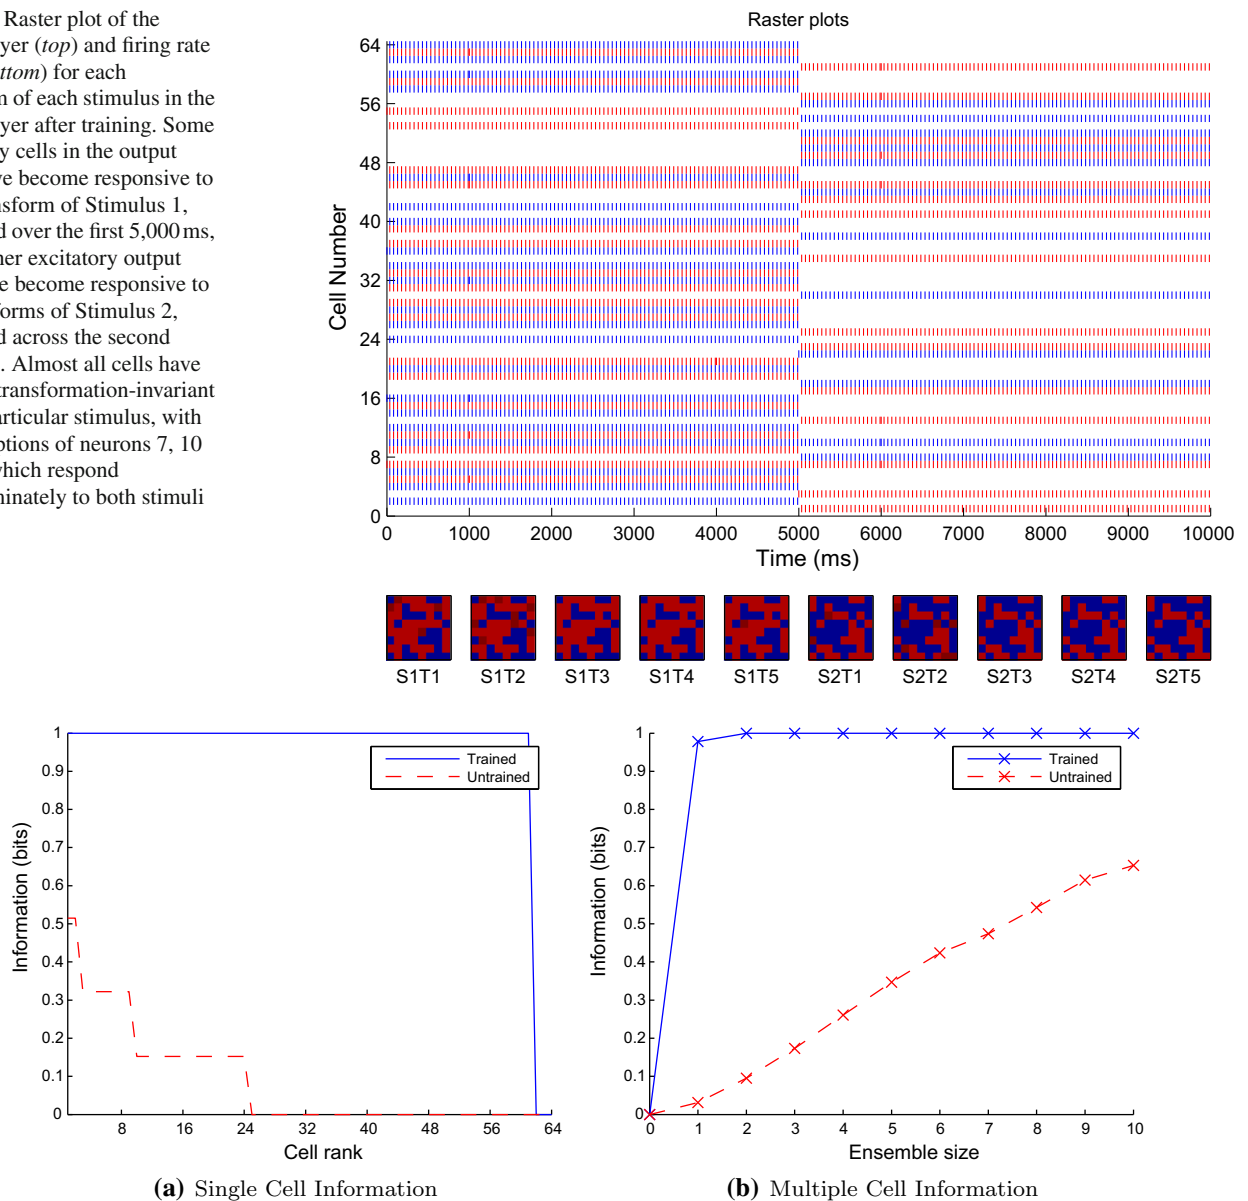 Raster plot of the
yer (top) and firing rate
ttom) for each
n of each stimulus in the
yer after training. Some
y cells in the output
ve become responsive to
nsform of Stimulus 1,
d over the first 5,000 ms,
her excitatory output
e become responsive to
forms of Stimulus 2,
d across the second
. Almost all cells have
transformation-invariant
articular stimulus, with
ptions of neurons 7, 10
which respond
minately to both stimuli
Raster plots
Cell Number
64
56
48
40
32
24
16
8
0
0 1000 2000 3000 4000 5000 6000 7000 8000 9000 10000
Time (ms)
S1T1 S1T2 S1T3 S1T4 S1T5 S2T1 S2T2 S2T3 S2T4 S2T5
Information (bits)
1
0.9
0.8
0.7
0.6
0.5
0.4
0.3
0.2
0.1
0
Trained
Untrained
8 16 24 32 40 48 56 64
Cell rank
(a) Single Cell Information
Information (bits)
1
0.9
0.8
0.7
0.6
0.5
0.4
0.3
0.2
0.1
0
Trained
Untrained
0 1 2 3 4 5 6 7 8 9 10
Ensemble size
(b) Multiple Cell Information